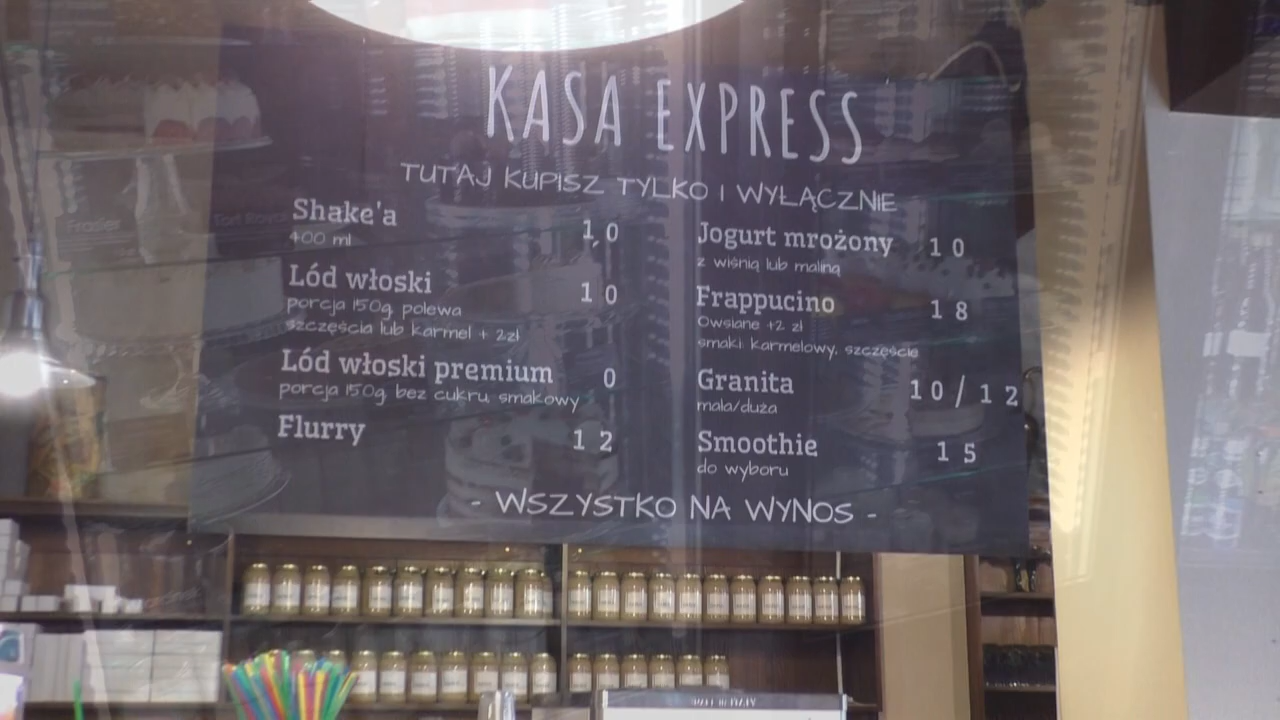 KASA EXPRESS
TUTAJ KUPISZ TYLKO I WYŁĄCZNIE
Shake'a 10
400 ml
Lód włoski 10
porcja 150g, polewa
szczęścia lub karmel + 2zł
Lód włoski premium 0
porcja 150g, bez cukru, smakowy
Flurry 12
Jogurt mrożony 10
z wiśnią lub maliną
Frappucino 18
Owsiane +2 zł
smaki: karmelowy, szczęście
Granita 10/12
mała/duża
Smoothie 15
do wyboru
- WSZYSTKO NA WYNOS -
Frasier
Tort Royal